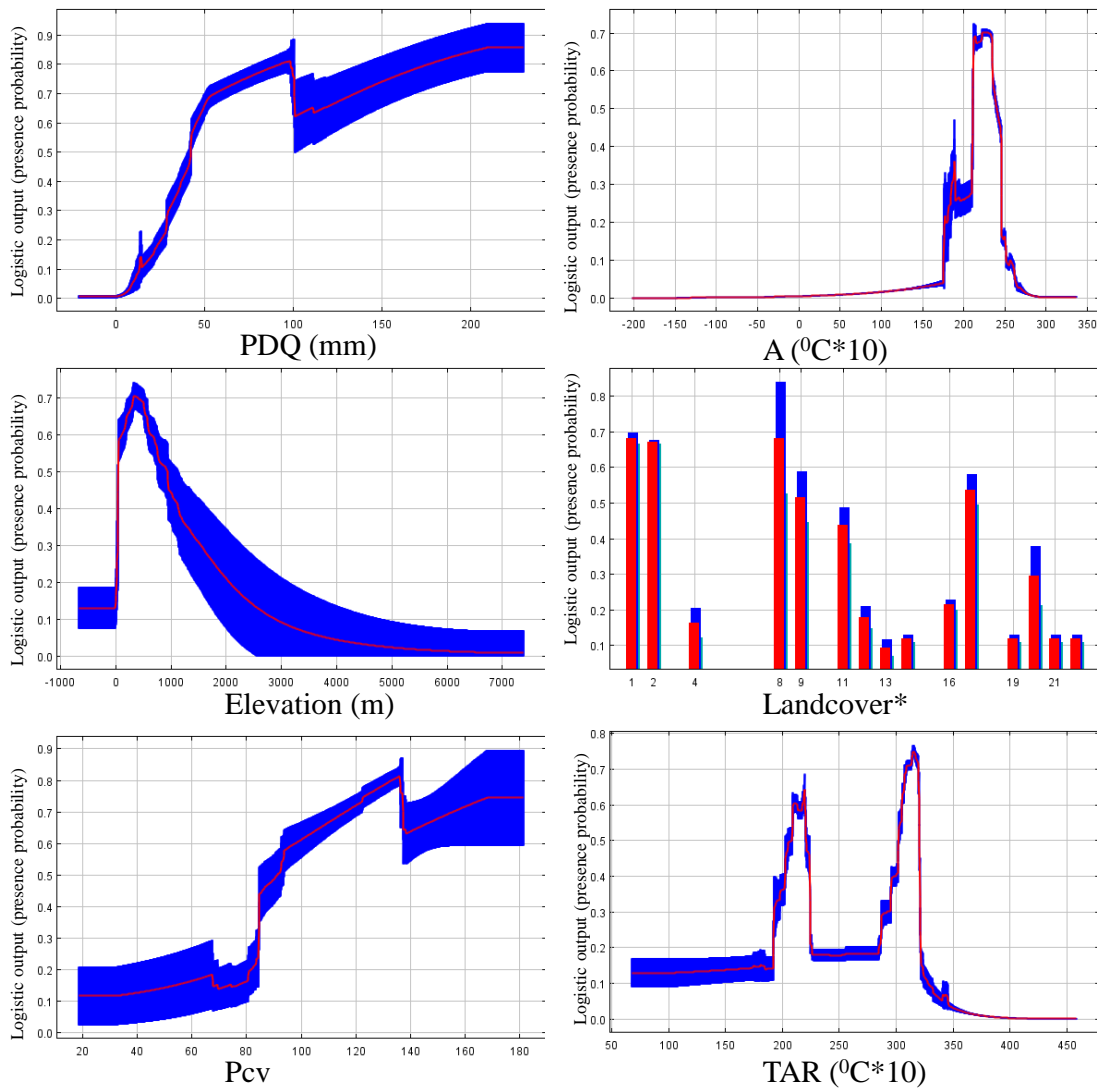 Logistic output (presence probability)
0.9
0.8
0.7
0.6
0.5
0.4
0.3
0.2
0.1
0.0
0 50 100 150 200
PDQ (mm)
Logistic output (presence probability)
0.7
0.6
0.5
0.4
0.3
0.2
0.1
0.0
-200 -150 -100 -50 0 50 100 150 200 250 300 350
A (⁰C*10)
Logistic output (presence probability)
0.7
0.6
0.5
0.4
0.3
0.2
0.1
0.0
-1000 0 1000 2000 3000 4000 5000 6000 7000
Elevation (m)
Logistic output (presence probability)
0.8
0.7
0.6
0.5
0.4
0.3
0.2
0.1
1 2 4 8 9 11 13 16 19 21
Landcover*
Logistic output (presence probability)
0.9
0.8
0.7
0.6
0.5
0.4
0.3
0.2
0.1
0.0
20 40 60 80 100 120 140 160 180
Pcv
Logistic output (presence probability)
0.8
0.7
0.6
0.5
0.4
0.3
0.2
0.1
0.0
50 100 150 200 250 300 350 400 450
TAR (⁰C*10)